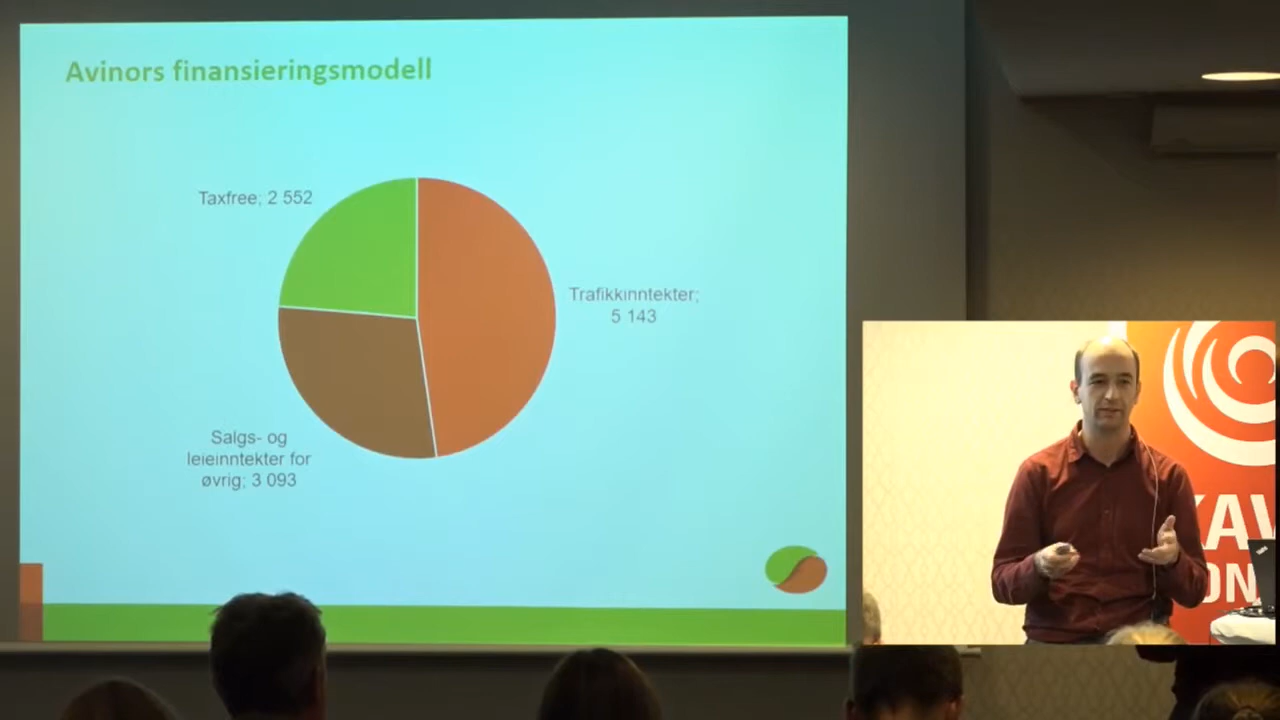 Avinors finansieringsmodell
Taxfree; 2 552
Trafikkinntekter;
5 143
Salgs- og
leieinntekter for
øvrig; 3 093